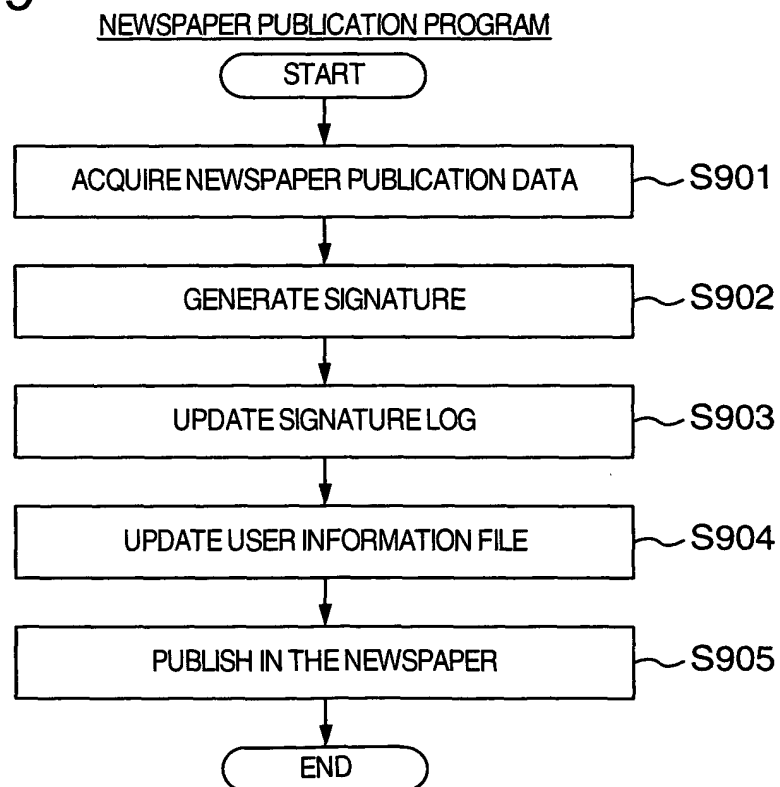 9
NEWSPAPER PUBLICATION PROGRAM
START
ACQUIRE NEWSPAPER PUBLICATION DATA
S901
GENERATE SIGNATURE
S902
UPDATE SIGNATURE LOG
S903
UPDATE USER INFORMATION FILE
S904
PUBLISH IN THE NEWSPAPER
S905
END